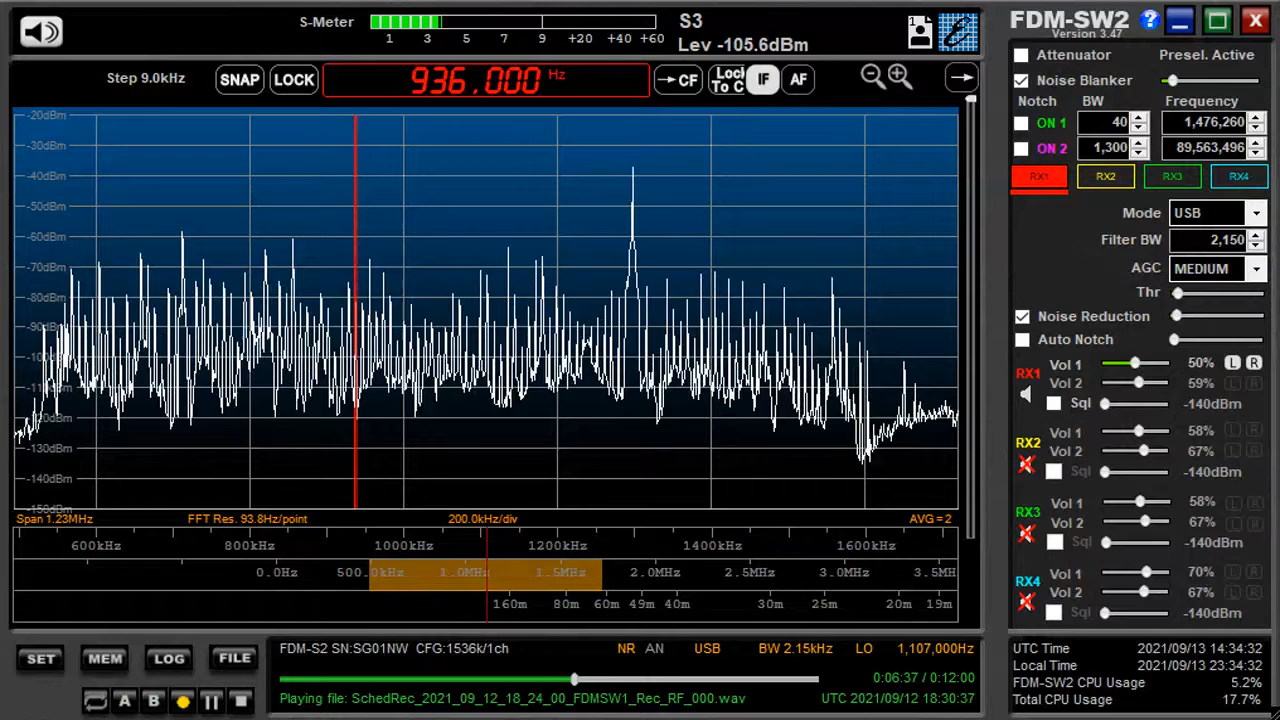 S-Meter
1 3 5 7 9 +20 +40 +60
S3
Lev -105.6dBm
FDM-SW2
Version 3.47
?
X
Step 9.0kHz SNAP LOCK 936.000 Hz →CF IF AF →
-20dBm
-30dBm
-40dBm
-50dBm
-60dBm
-70dBm
-80dBm
-90dBm
-100dBm
-120dBm
-130dBm
-140dBm
Span 1.23MHz FFT Res. 93.8Hz/point 200.0kHz/div AVG=2
600kHz 800kHz 1000kHz 1200kHz 1400kHz 1600kHz
0.0Hz 500.0kHz 1.0MHz 1.5MHz 2.0MHz 2.5MHz 3.0MHz 3.5MH
160m 80m 60m 49m 40m 30m 25m 20m 19m
Attenuator Presel. Active
Noise Blanker
Notch BW Frequency
ON 1 40 1,476,260
ON 2 1,300 89,563,496
RX1 RX2 RX3 RX4
Mode USB
Filter BW 2,150
AGC MEDIUM
Thr
Noise Reduction
Auto Notch
RX1
Vol 1 50% L R
Vol 2 59% L R
Sql -140dBm
RX2
Vol 1 58% L R
Vol 2 67% L R
Sql -140dBm
RX3
Vol 1 58% L R
Vol 2 67% L R
Sql -140dBm
RX4
Vol 1 70% L R
Vol 2 67% L R
Sql -140dBm
SET MEM LOG FILE
A B
FDM-S2 SN:SG01NW CFG:1536k/1ch NR AN USB BW 2.15kHz LO 1,107,000Hz
0:06:37 / 0:12:00
Playing file: SchedRec_2021_09_12_18_24_00_FDMSW1_Rec_RF_000.wav UTC 2021/09/12 18:30:37
UTC Time 2021/09/13 14:34:32
Local Time 2021/09/13 23:34:32
FDM-SW2 CPU Usage 5.2%
Total CPU Usage 17.7%